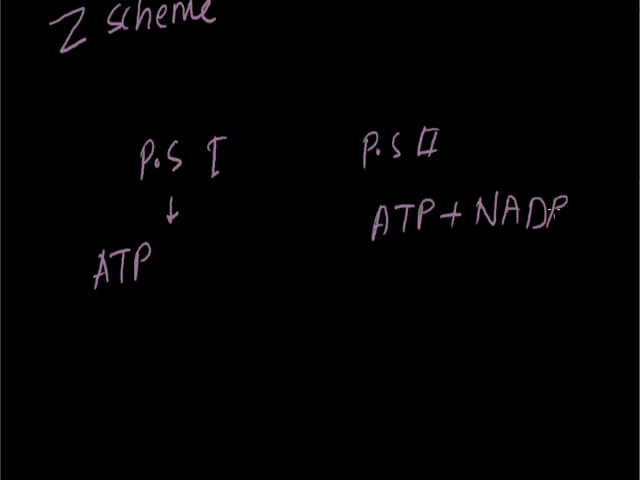 Z scheme
P.S I
P.S II
ATP + NADP
ATP